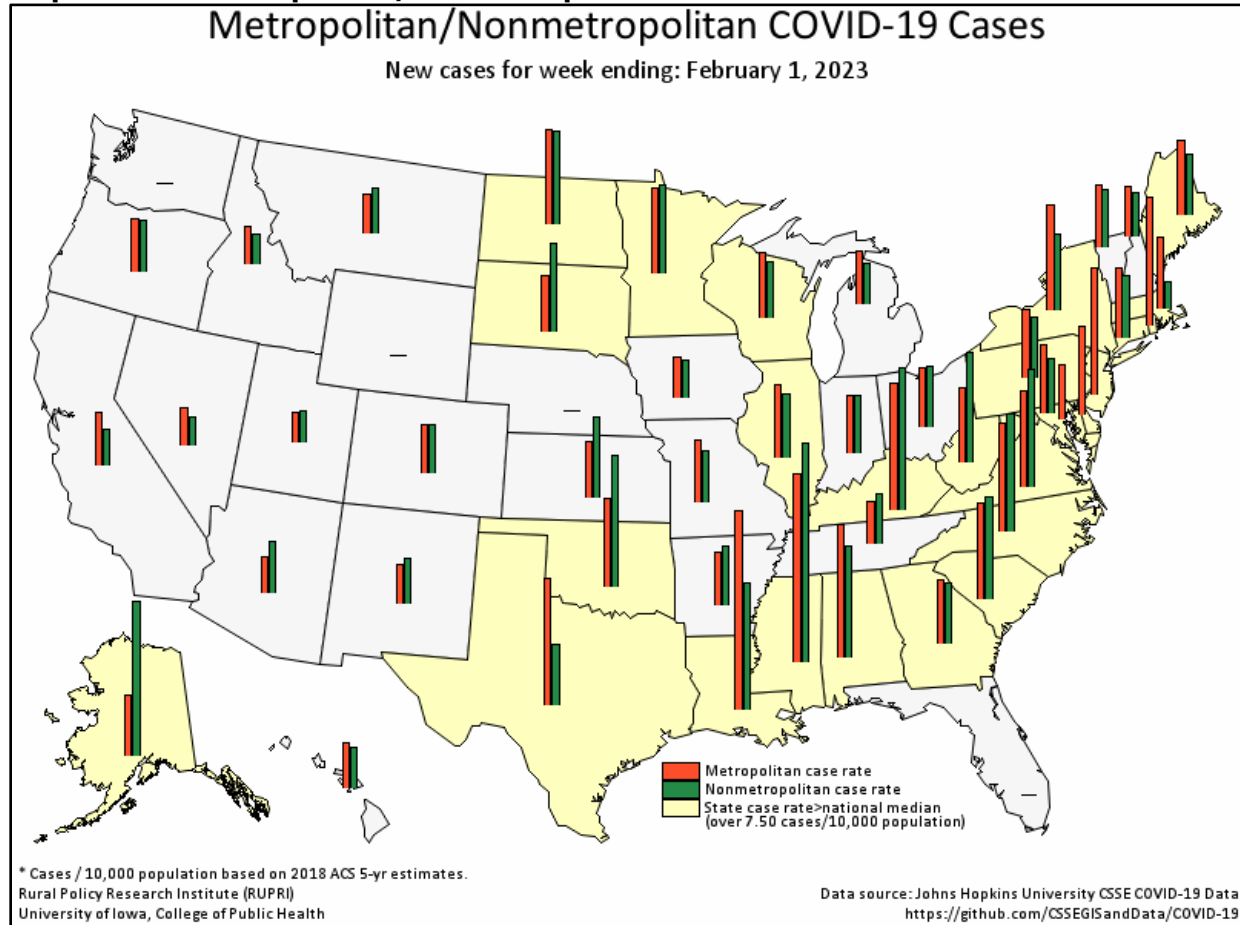 Metropolitan/Nonmetropolitan COVID-19 Cases
New cases for week ending: February 1, 2023
Metropolitan case rate
Nonmetropolitan case rate
State case rate>national median
(over 7.50 cases/10,000 population)
* Cases / 10,000 population based on 2018 ACS 5-yr estimates.
Rural Policy Research Institute (RUPRI)
University of Iowa, College of Public Health
Data source: Johns Hopkins University CSSE COVID-19 Data
https://github.com/CSSEGISandData/COVID-19